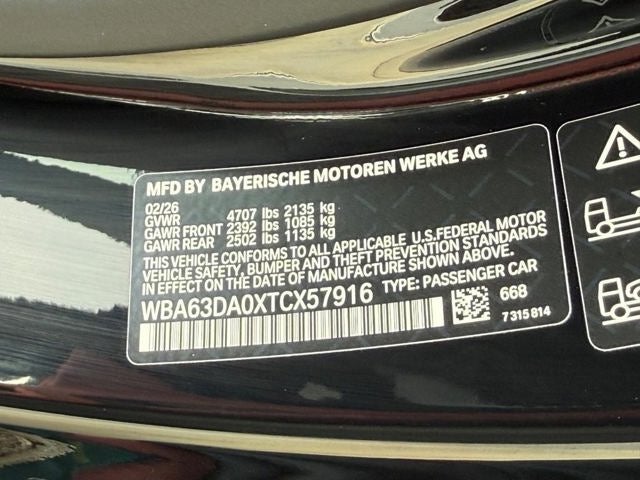 MFD BY BAYERISCHE MOTOREN WERKE AG
02/26
GVWR 4707 lbs 2135 kg
GAWR FRONT 2392 lbs 1085 kg
GAWR REAR 2502 lbs 1135 kg
THIS VEHICLE CONFORMS TO ALL APPLICABLE U.S.FEDERAL MOTOR
VEHICLE SAFETY, BUMPER AND THEFT PREVENTION STANDARDS
IN EFFECT ON THE DATE OF MANUFACTURE SHOWN ABOVE.
WBA63DA0XTCX57916 TYPE: PASSENGER CAR
668
7 315 814